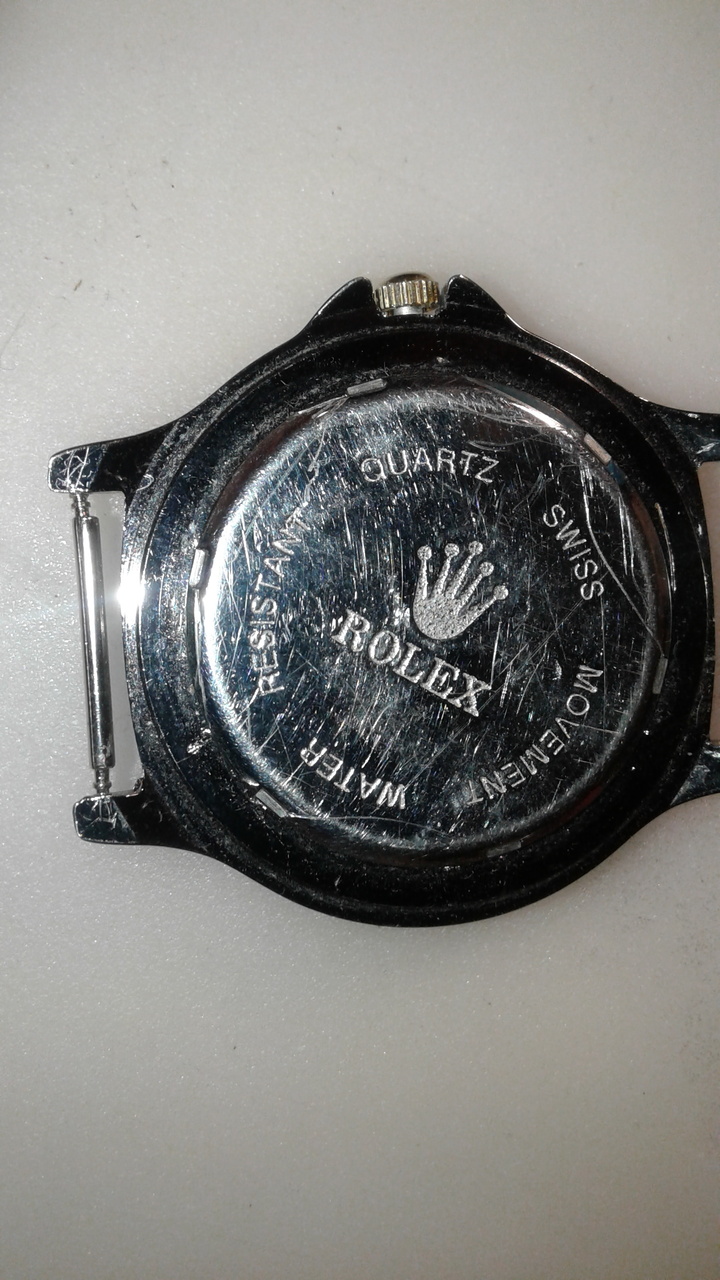 ROLEX
QUARTZ
SWISS
MOVEMENT
WATER
RESISTANT